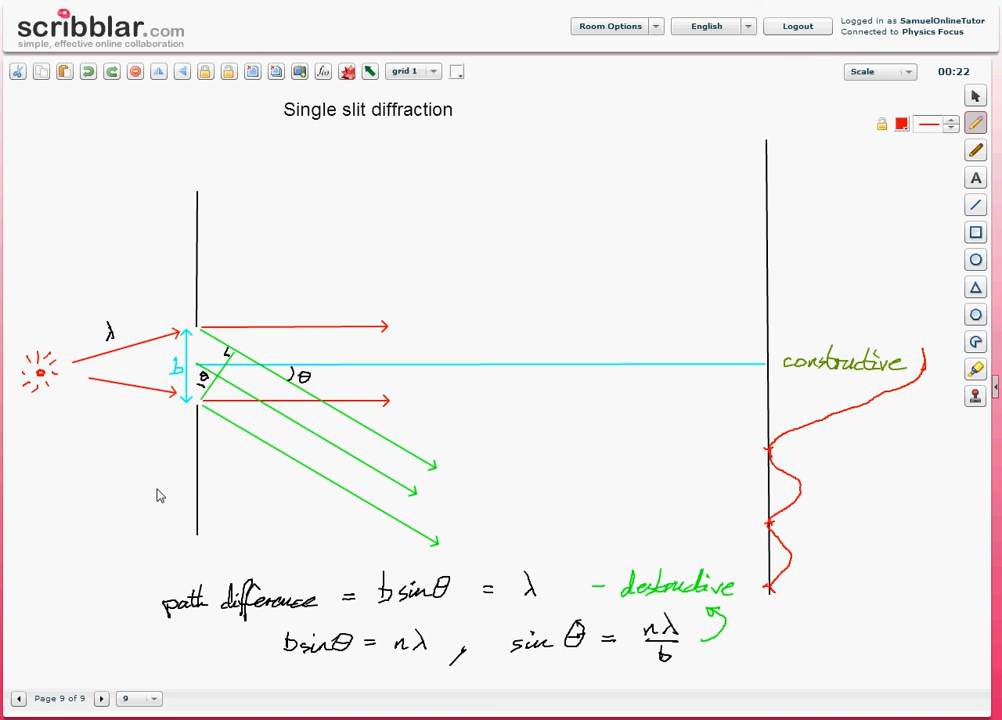 scribblar.com
simple, effective online collaboration
Room Options
English
Logout
Logged in as SamuelOnlineTutor
Connected to Physics Focus
f(x)
grid 1
Scale
00:22
Single slit diffraction
A
λ
b
θ
θ
constructive
path difference = b sinθ = λ - destructive
b sinθ = nλ , sin θ = nλ/b
Page 9 of 9
9